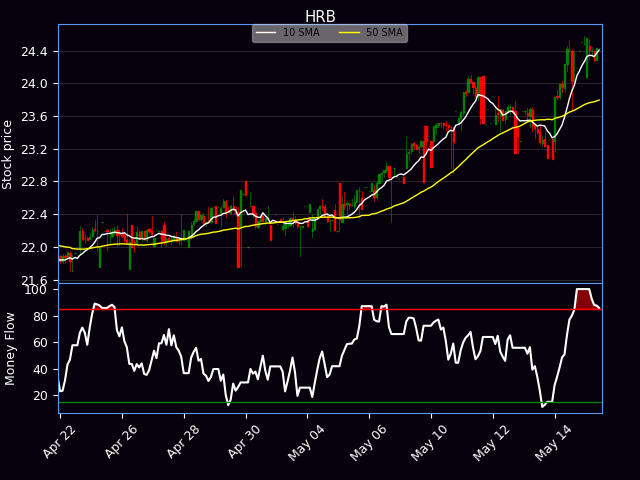 HRB
10 SMA
50 SMA
Stock price
24.4
24.0
23.6
23.2
22.8
22.4
22.0
21.6
Money Flow
100
80
60
40
20
Apr 22
Apr 26
Apr 28
Apr 30
May 04
May 06
May 10
May 12
May 14